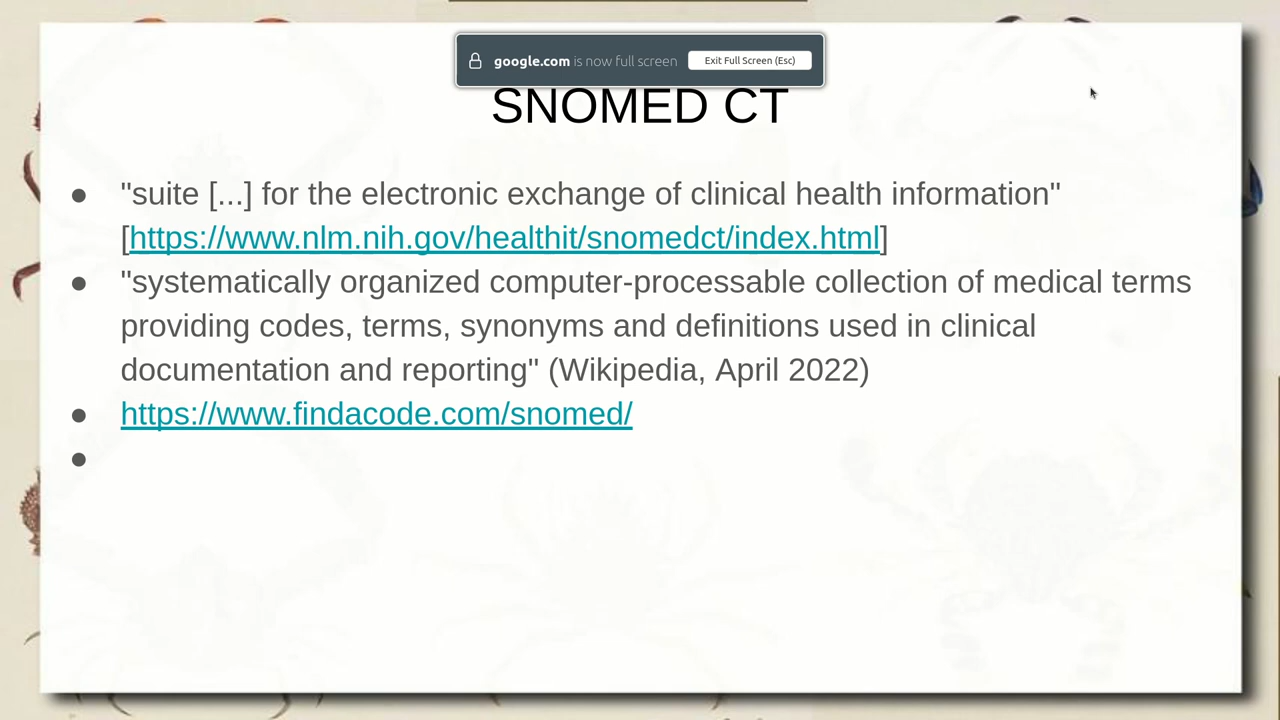 google.com is now full screen Exit Full Screen (Esc)
SNOMED CT
● "suite [...] for the electronic exchange of clinical health information"
[https://www.nlm.nih.gov/healthit/snomedct/index.html]
● "systematically organized computer-processable collection of medical terms
providing codes, terms, synonyms and definitions used in clinical
documentation and reporting" (Wikipedia, April 2022)
● https://www.findacode.com/snomed/
●